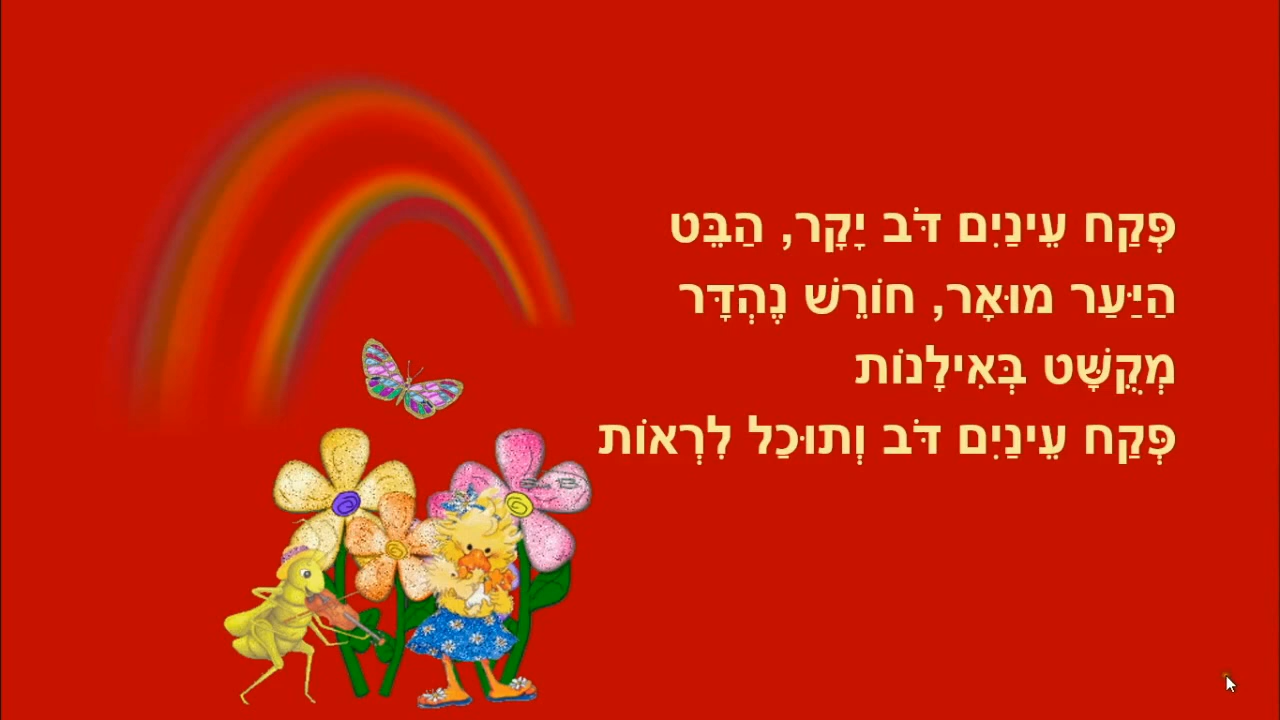 פְּקַח עֵינַיִם דֹּב יָקָר, הַבֵּט
הַיַּעַר מוּאָר, חוֹרֵשׁ נֶהְדָּר
מְקֻשָּׁט בְּאִילָנוֹת
פְּקַח עֵינַיִם דֹּב וְתוּכַל לִרְאוֹת